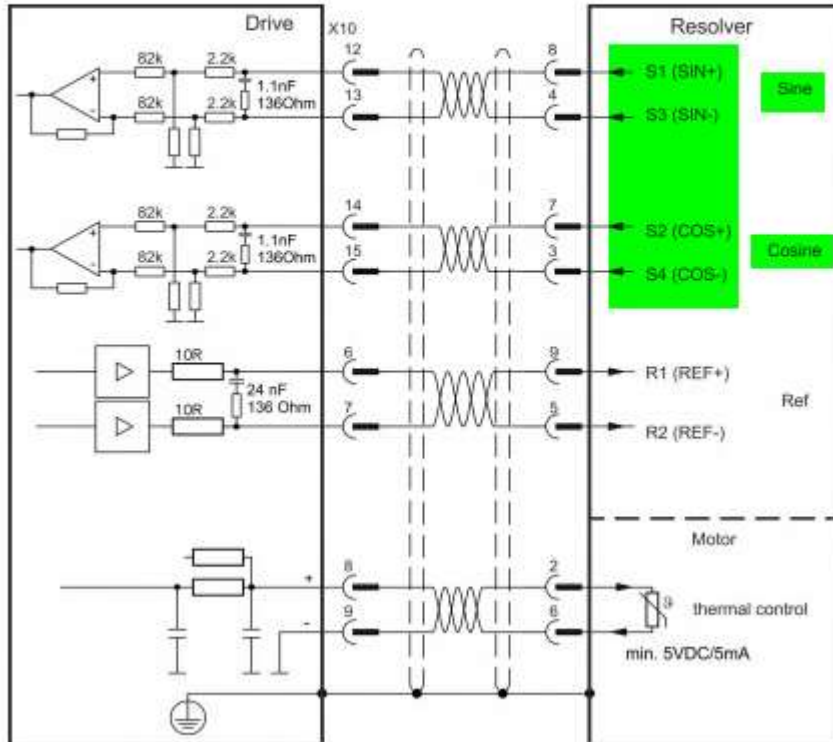 Drive X10 Resolver
82k 2.2k 12 8 S1 (SIN+)
+ 1.1nF Sine
82k 2.2k 136Ohm 13 4 S3 (SIN-)
-
82k 2.2k 14 7 S2 (COS+)
+ 1.1nF Cosine
82k 2.2k 136Ohm 15 3 S4 (COS-)
-
10R 6 9 R1 (REF+)
24 nF Ref
10R 136 Ohm 7 5 R2 (REF-)
Motor
+ 8 2
ϑ thermal control
- 9 6
min. 5VDC/5mA